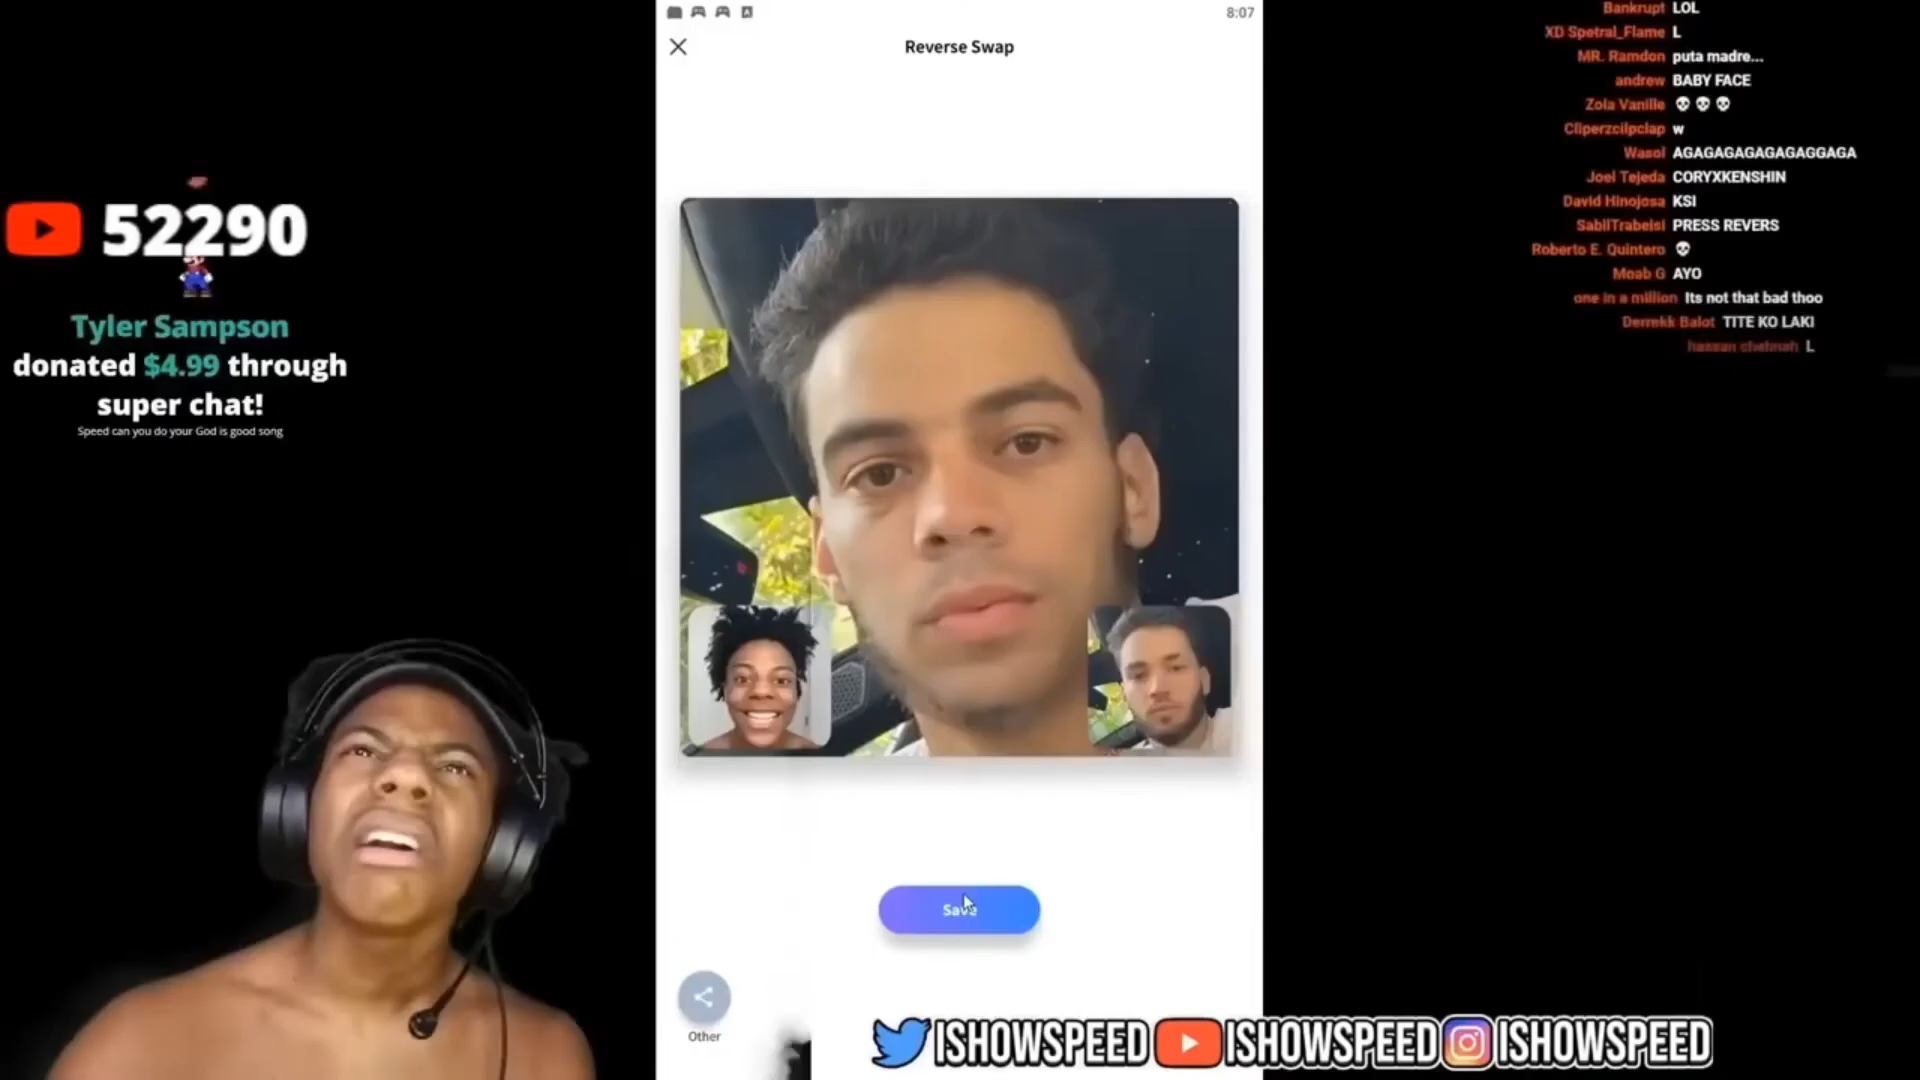 8:07
Reverse Swap
52290
Tyler Sampson
donated $4.99 through
super chat!
Speed can you do your God is good song
Save
Other
Bankrupt LOL
XD Spetral_Flame L
MR. Ramdon puta madre...
andrew BABY FACE
Zola Vanille 💀💀💀
Cliperzcilpclap w
Wasol AGAGAGAGAGAGAGGAGA
Joel Tejeda CORYXKENSHIN
David Hinojosa KSI
SabilTrabelsi PRESS REVERS
Roberto E. Quintero 💀
Moab G AYO
one in a million Its not that bad thoo
Derrekk Balot TITE KO LAKI
L
ISHOWSPEED ISHOWSPEED ISHOWSPEED